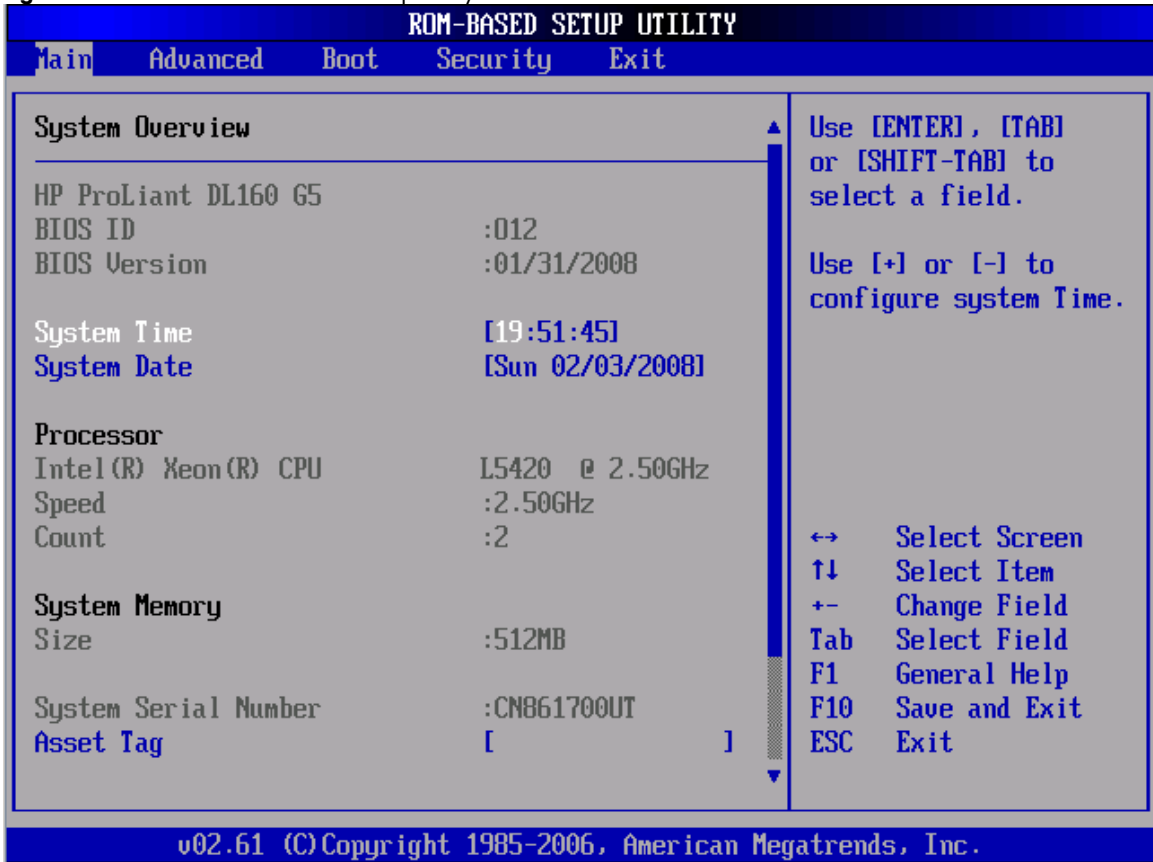 ROM-BASED SETUP UTILITY
Main Advanced Boot Security Exit
System Overview
HP ProLiant DL160 G5
BIOS ID :O12
BIOS Version :01/31/2008
System Time [19:51:45]
System Date [Sun 02/03/2008]
Processor
Intel(R) Xeon(R) CPU L5420 @ 2.50GHz
Speed :2.50GHz
Count :2
System Memory
Size :512MB
System Serial Number :CN861700UT
Asset Tag [ ]
Use [ENTER], [TAB]
or [SHIFT-TAB] to
select a field.
Use [+] or [-] to
configure system Time.
←→ Select Screen
↑↓ Select Item
+- Change Field
Tab Select Field
F1 General Help
F10 Save and Exit
ESC Exit
v02.61 (C)Copyright 1985-2006, American Megatrends, Inc.